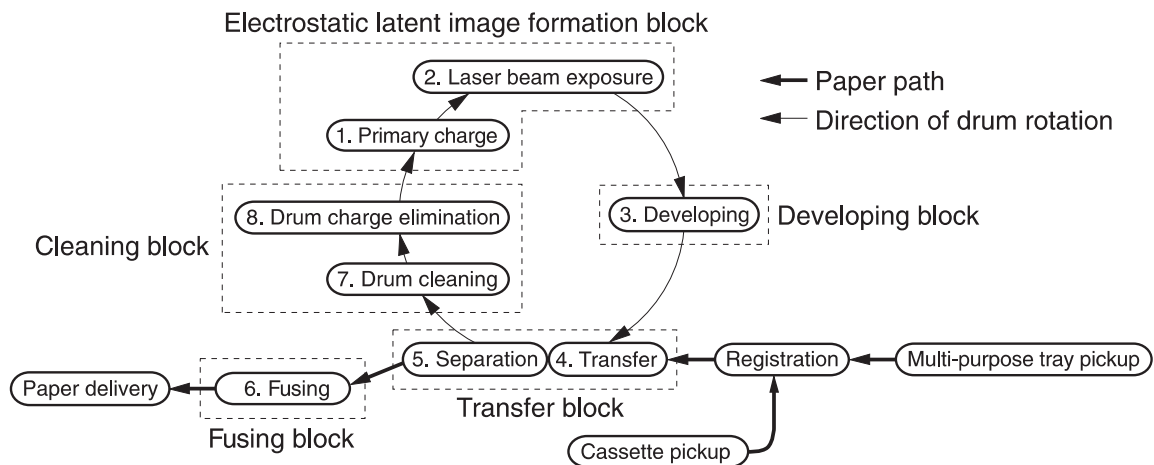 Electrostatic latent image formation block
2. Laser beam exposure
Paper path
Direction of drum rotation
1. Primary charge
8. Drum charge elimination
3. Developing
Developing block
Cleaning block
7. Drum cleaning
5. Separation
4. Transfer
Registration
Multi-purpose tray pickup
Paper delivery
6. Fusing
Transfer block
Fusing block
Cassette pickup